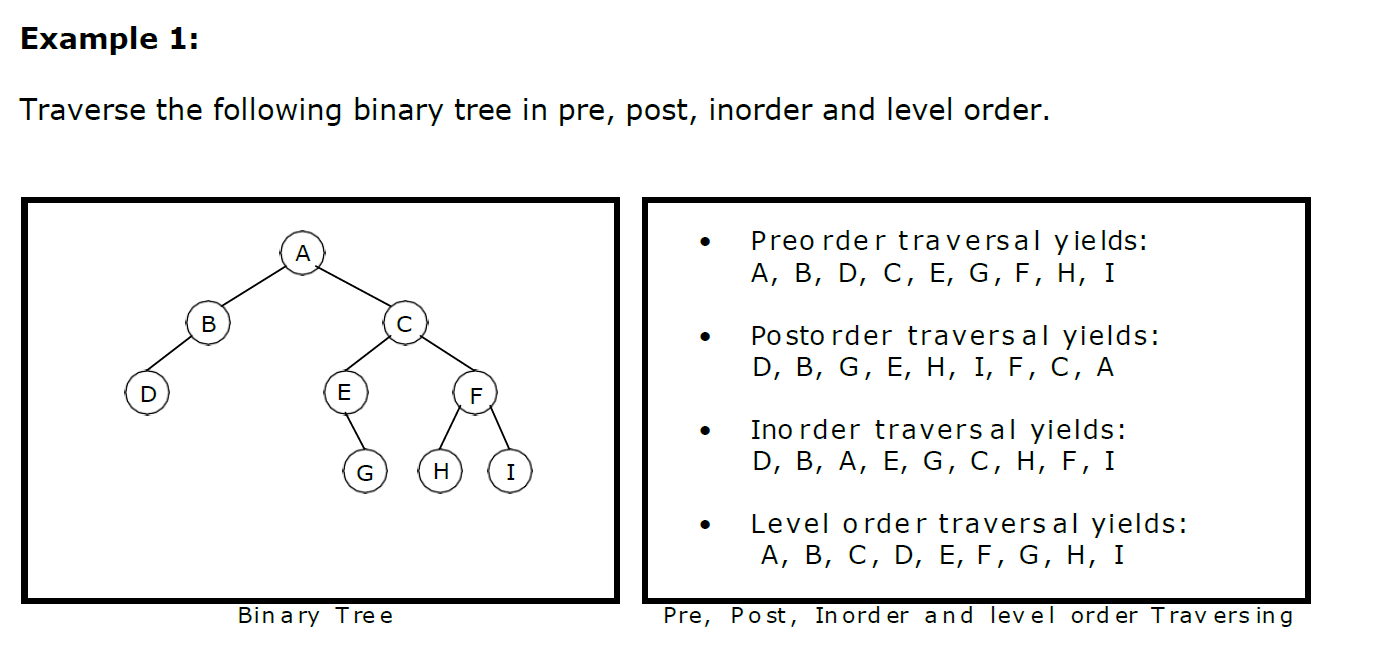 Example 1:
Traverse the following binary tree in pre, post, inorder and level order.
A
B
C
D
E
F
G
H
I
Binary Tree
• Preorder traversal yields:
A, B, D, C, E, G, F, H, I
• Postorder traversal yields:
D, B, G, E, H, I, F, C, A
• Inorder traversal yields:
D, B, A, E, G, C, H, F, I
• Level order traversal yields:
A, B, C, D, E, F, G, H, I
Pre, Post, Inorder and level order Traversing